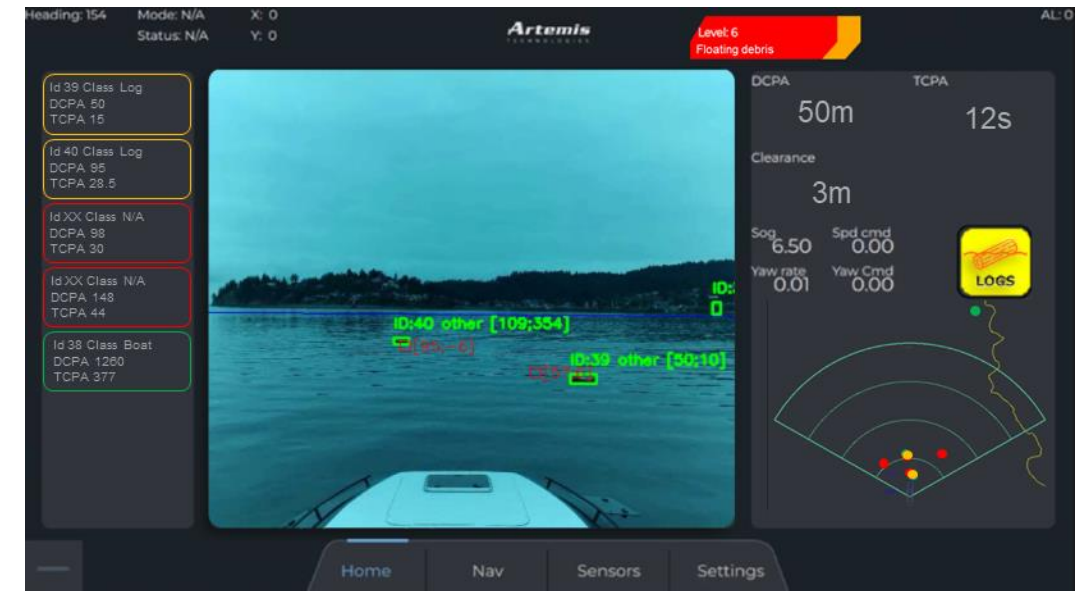 Heading: 154
Mode: N/A
X: 0
Status: N/A
Y: 0
Artemis
TECHNOLOGIES
Level: 6
Floating debris
AL: 0
Id 39 Class Log
DCPA 50
TCPA 15
Id 40 Class Log
DCPA 95
TCPA 28.5
Id XX Class N/A
DCPA 98
TCPA 30
Id XX Class N/A
DCPA 148
TCPA 44
Id 38 Class Boat
DCPA 1260
TCPA 377
ID:
ID:40 other [109;354]
ID:39 other [50;10]
DCPA
TCPA
50m
12s
Clearance
3m
Sog
6.50
Spd cmd
0.00
Yaw rate
0.01
Yaw Cmd
0.00
LOGS
Home
Nav
Sensors
Settings